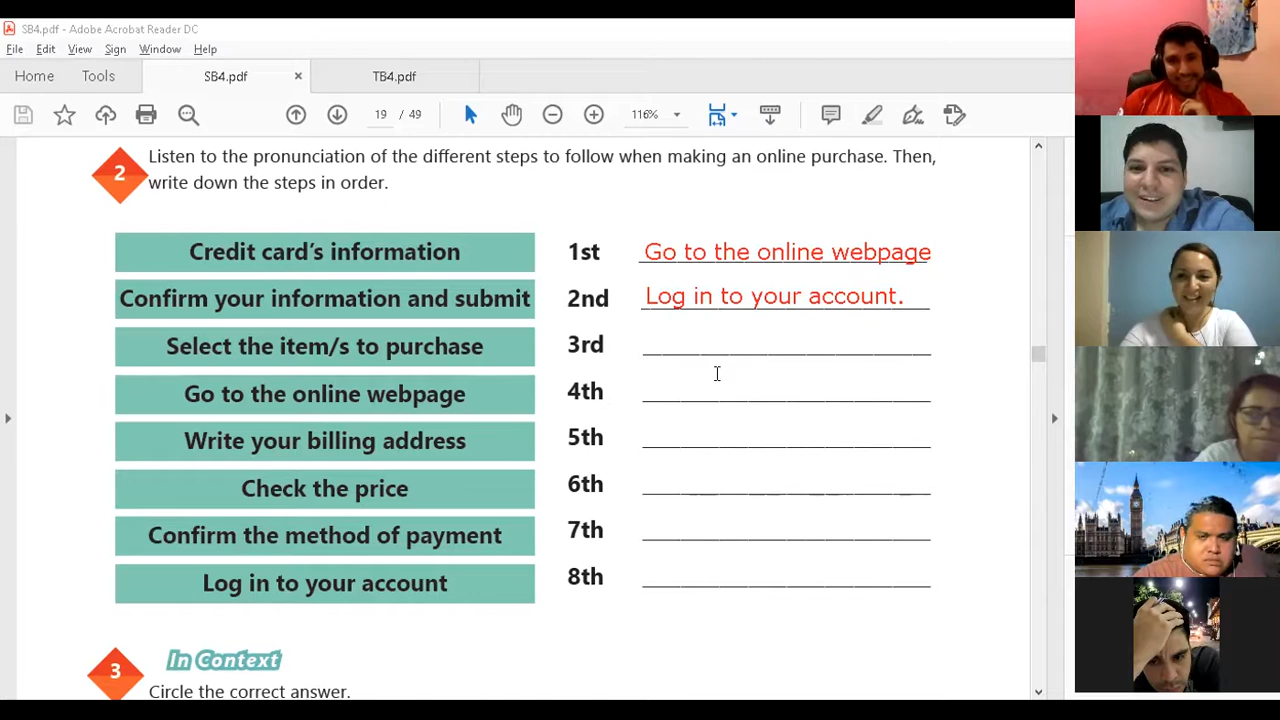 SB4.pdf - Adobe Acrobat Reader DC
File Edit View Sign Window Help
Home Tools SB4.pdf × TB4.pdf
19 / 49 116%
2 Listen to the pronunciation of the different steps to follow when making an online purchase. Then,
write down the steps in order.
Credit card's information 1st Go to the online webpage
Confirm your information and submit 2nd Log in to your account.
Select the item/s to purchase 3rd
Go to the online webpage 4th
Write your billing address 5th
Check the price 6th
Confirm the method of payment 7th
Log in to your account 8th
3 In Context
Circle the correct answer.